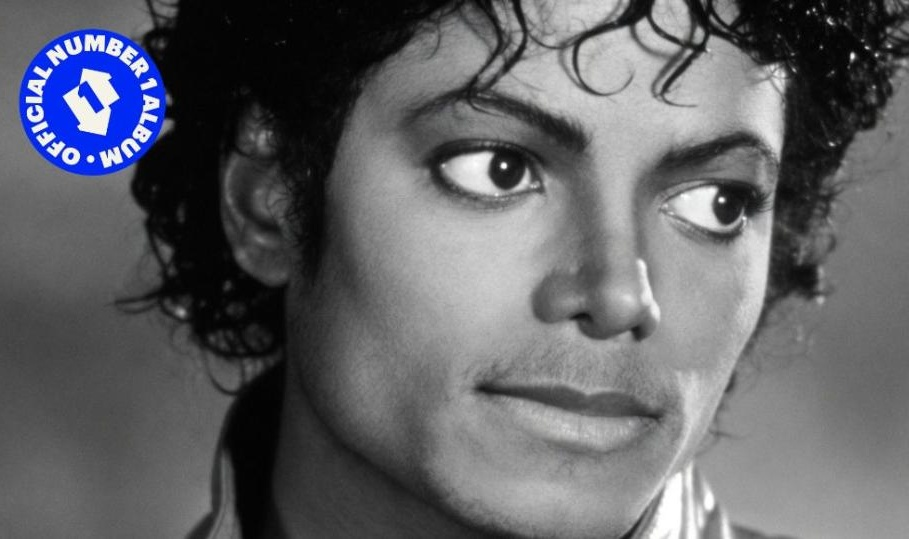 OFFICIAL NUMBER 1 ALBUM •
1